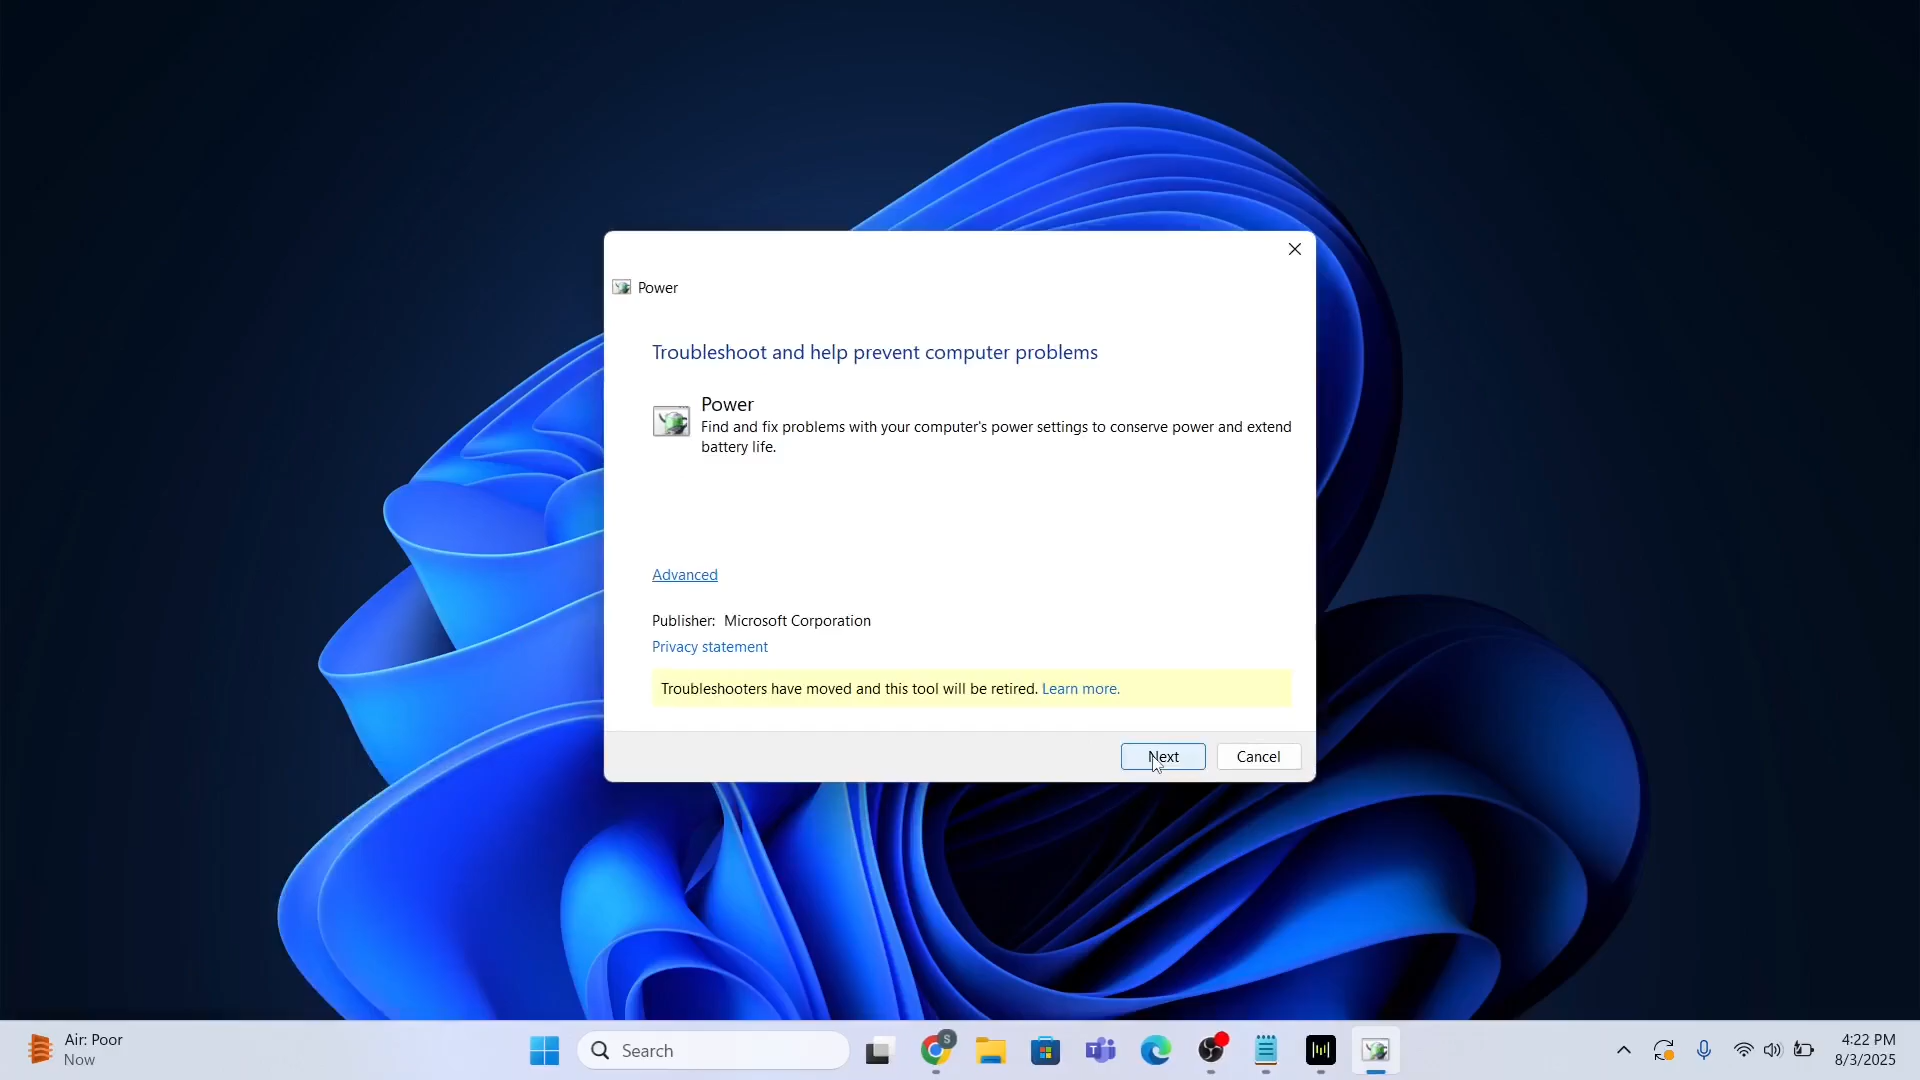 Power
Troubleshoot and help prevent computer problems
Power
Find and fix problems with your computer's power settings to conserve power and extend
battery life.
Advanced
Publisher: Microsoft Corporation
Privacy statement
Troubleshooters have moved and this tool will be retired. Learn more.
Next
Cancel
Air: Poor
Now
Search
S
4:22 PM
8/3/2025